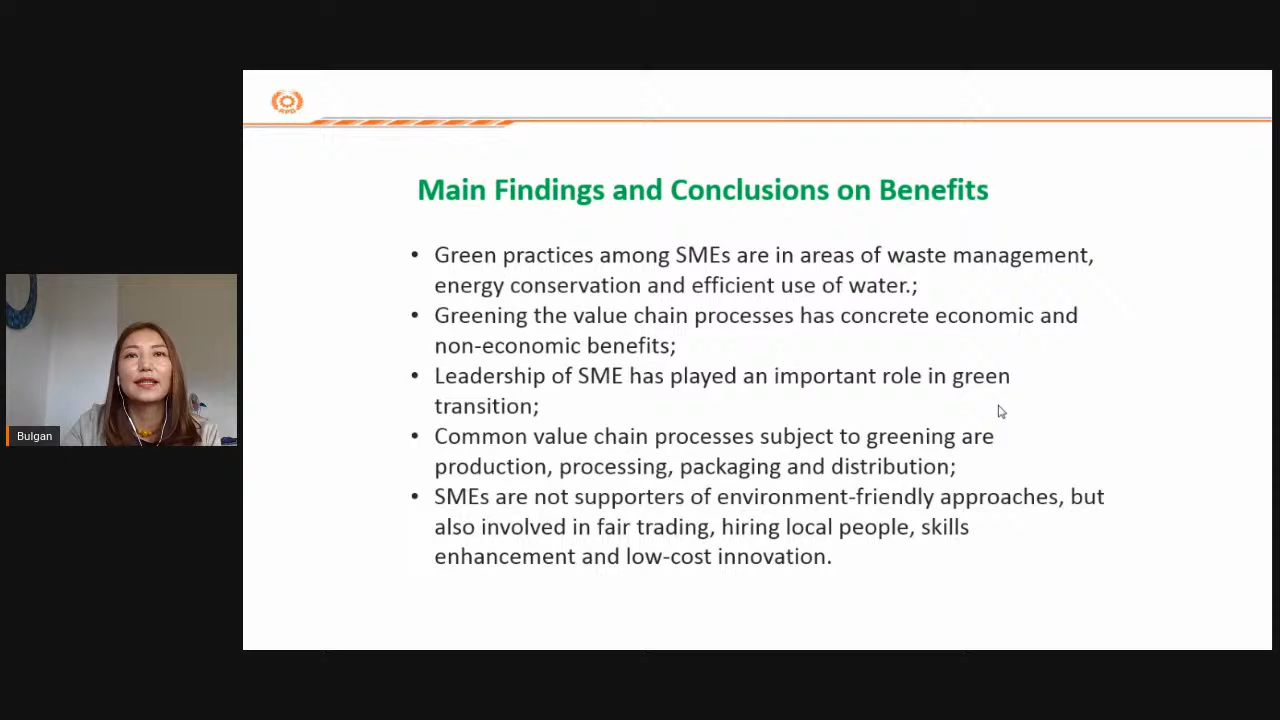 APO
Main Findings and Conclusions on Benefits
• Green practices among SMEs are in areas of waste management,
energy conservation and efficient use of water.;
• Greening the value chain processes has concrete economic and
non-economic benefits;
• Leadership of SME has played an important role in green
transition;
• Common value chain processes subject to greening are
production, processing, packaging and distribution;
• SMEs are not supporters of environment-friendly approaches, but
also involved in fair trading, hiring local people, skills
enhancement and low-cost innovation.
Bulgan